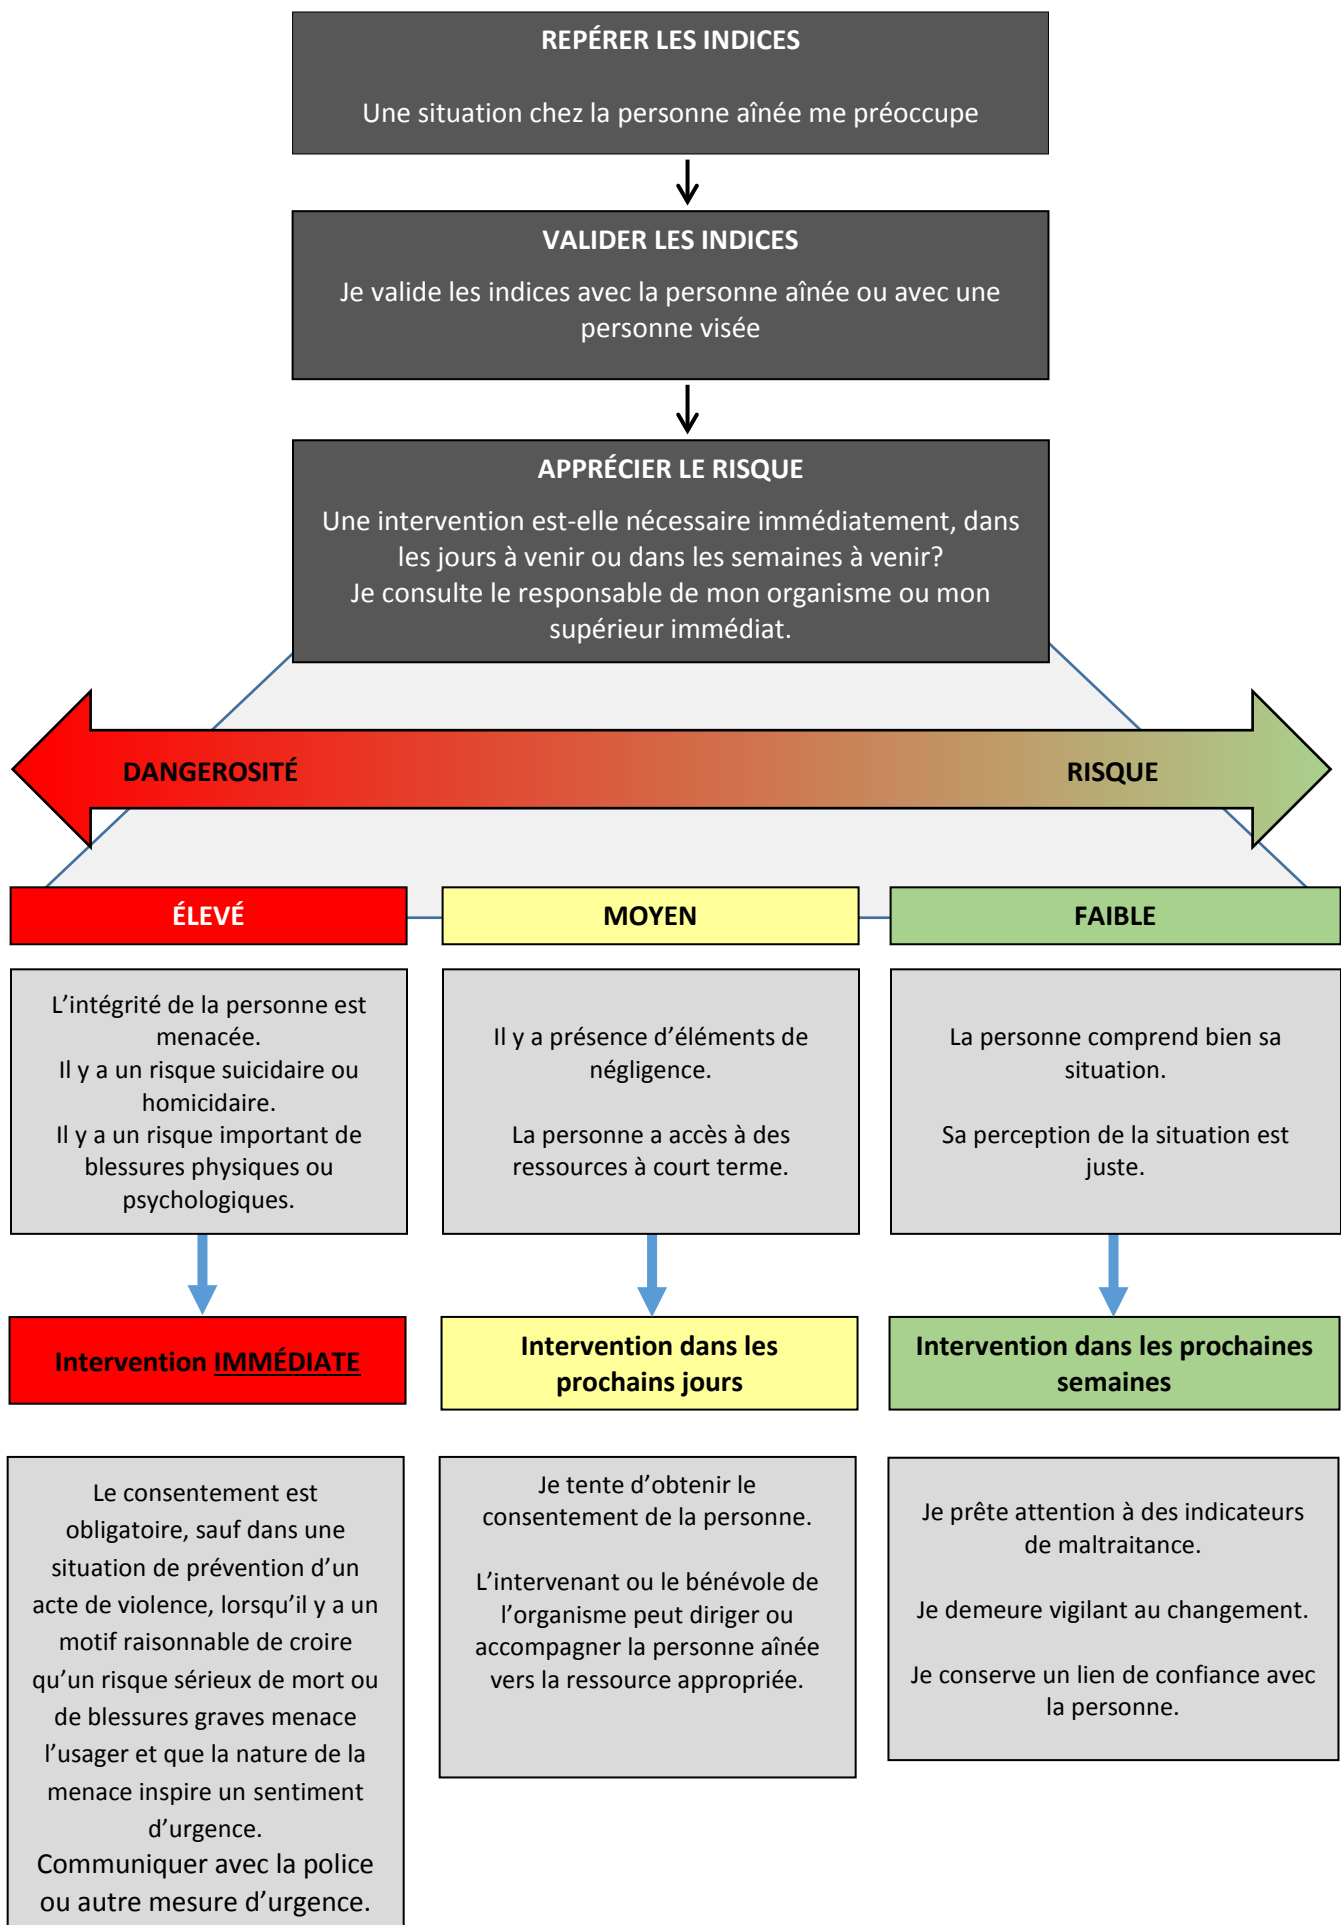 REPÉRER LES INDICES
Une situation chez la personne aînée me préoccupe
VALIDER LES INDICES
Je valide les indices avec la personne aînée ou avec une
personne visée
APPRÉCIER LE RISQUE
Une intervention est-elle nécessaire immédiatement, dans
les jours à venir ou dans les semaines à venir?
Je consulte le responsable de mon organisme ou mon
supérieur immédiat.
DANGEROSITÉ
RISQUE
ÉLEVÉ
MOYEN
FAIBLE
L’intégrité de la personne est
menacée.
Il y a un risque suicidaire ou
homicidaire.
Il y a un risque important de
blessures physiques ou
psychologiques.
Il y a présence d’éléments de
négligence.
La personne a accès à des
ressources à court terme.
La personne comprend bien sa
situation.
Sa perception de la situation est
juste.
Intervention IMMÉDIATE
Intervention dans les
prochains jours
Intervention dans les prochaines
semaines
Le consentement est
obligatoire, sauf dans une
situation de prévention d’un
acte de violence, lorsqu’il y a un
motif raisonnable de croire
qu’un risque sérieux de mort ou
de blessures graves menace
l’usager et que la nature de la
menace inspire un sentiment
d’urgence.
Communiquer avec la police
ou autre mesure d’urgence.
Je tente d’obtenir le
consentement de la personne.
L’intervenant ou le bénévole de
l’organisme peut diriger ou
accompagner la personne aînée
vers la ressource appropriée.
Je prête attention à des indicateurs
de maltraitance.
Je demeure vigilant au changement.
Je conserve un lien de confiance avec
la personne.